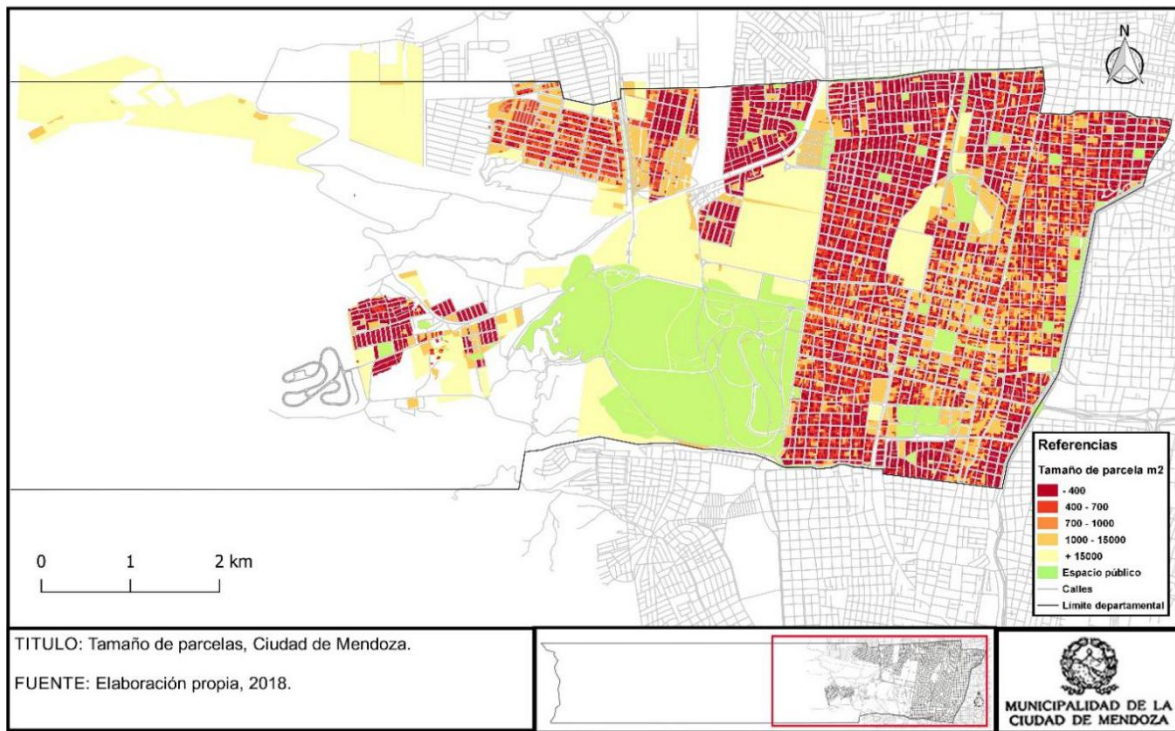 N
Referencias
Tamaño de parcela m2
- 400
400 - 700
700 - 1000
1000 - 15000
+ 15000
Espacio público
Calles
Límite departamental
0 1 2 km
TITULO: Tamaño de parcelas, Ciudad de Mendoza.
FUENTE: Elaboración propia, 2018.
MUNICIPALIDAD DE LA
CIUDAD DE MENDOZA